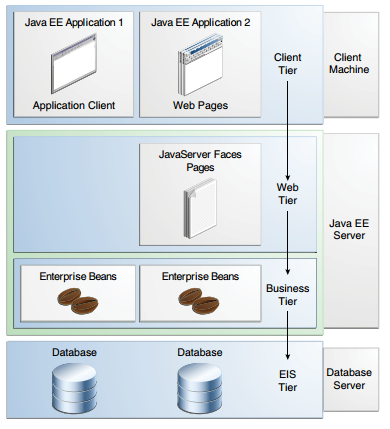 Java EE Application 1
Java EE Application 2
Application Client
Web Pages
Client
Tier
Client
Machine
JavaServer Faces
Pages
Web
Tier
Java EE
Server
Enterprise Beans
Enterprise Beans
Business
Tier
Database
Database
EIS
Tier
Database
Server